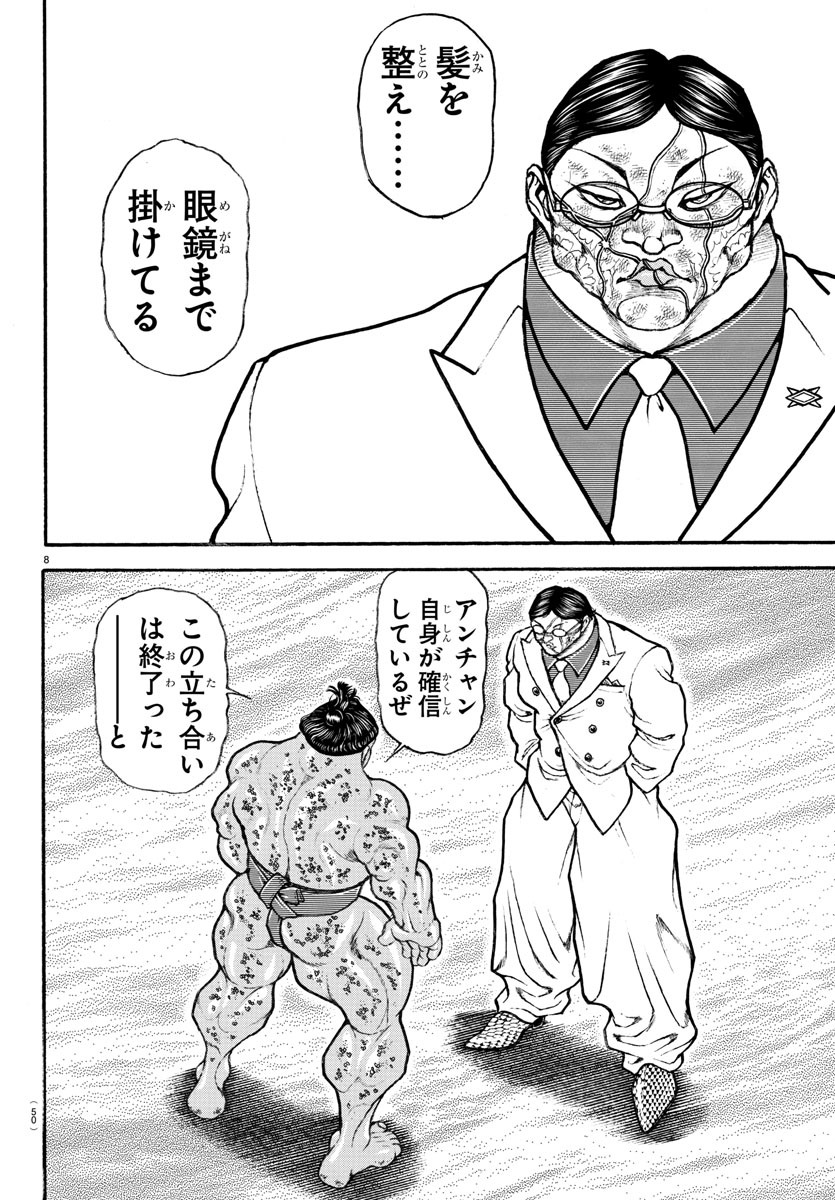 髪を
整え……
眼鏡まで
掛けてる
8
アンチャン
自身が確信
しているぜ
この立ち合い
は終了った
――と
(50)